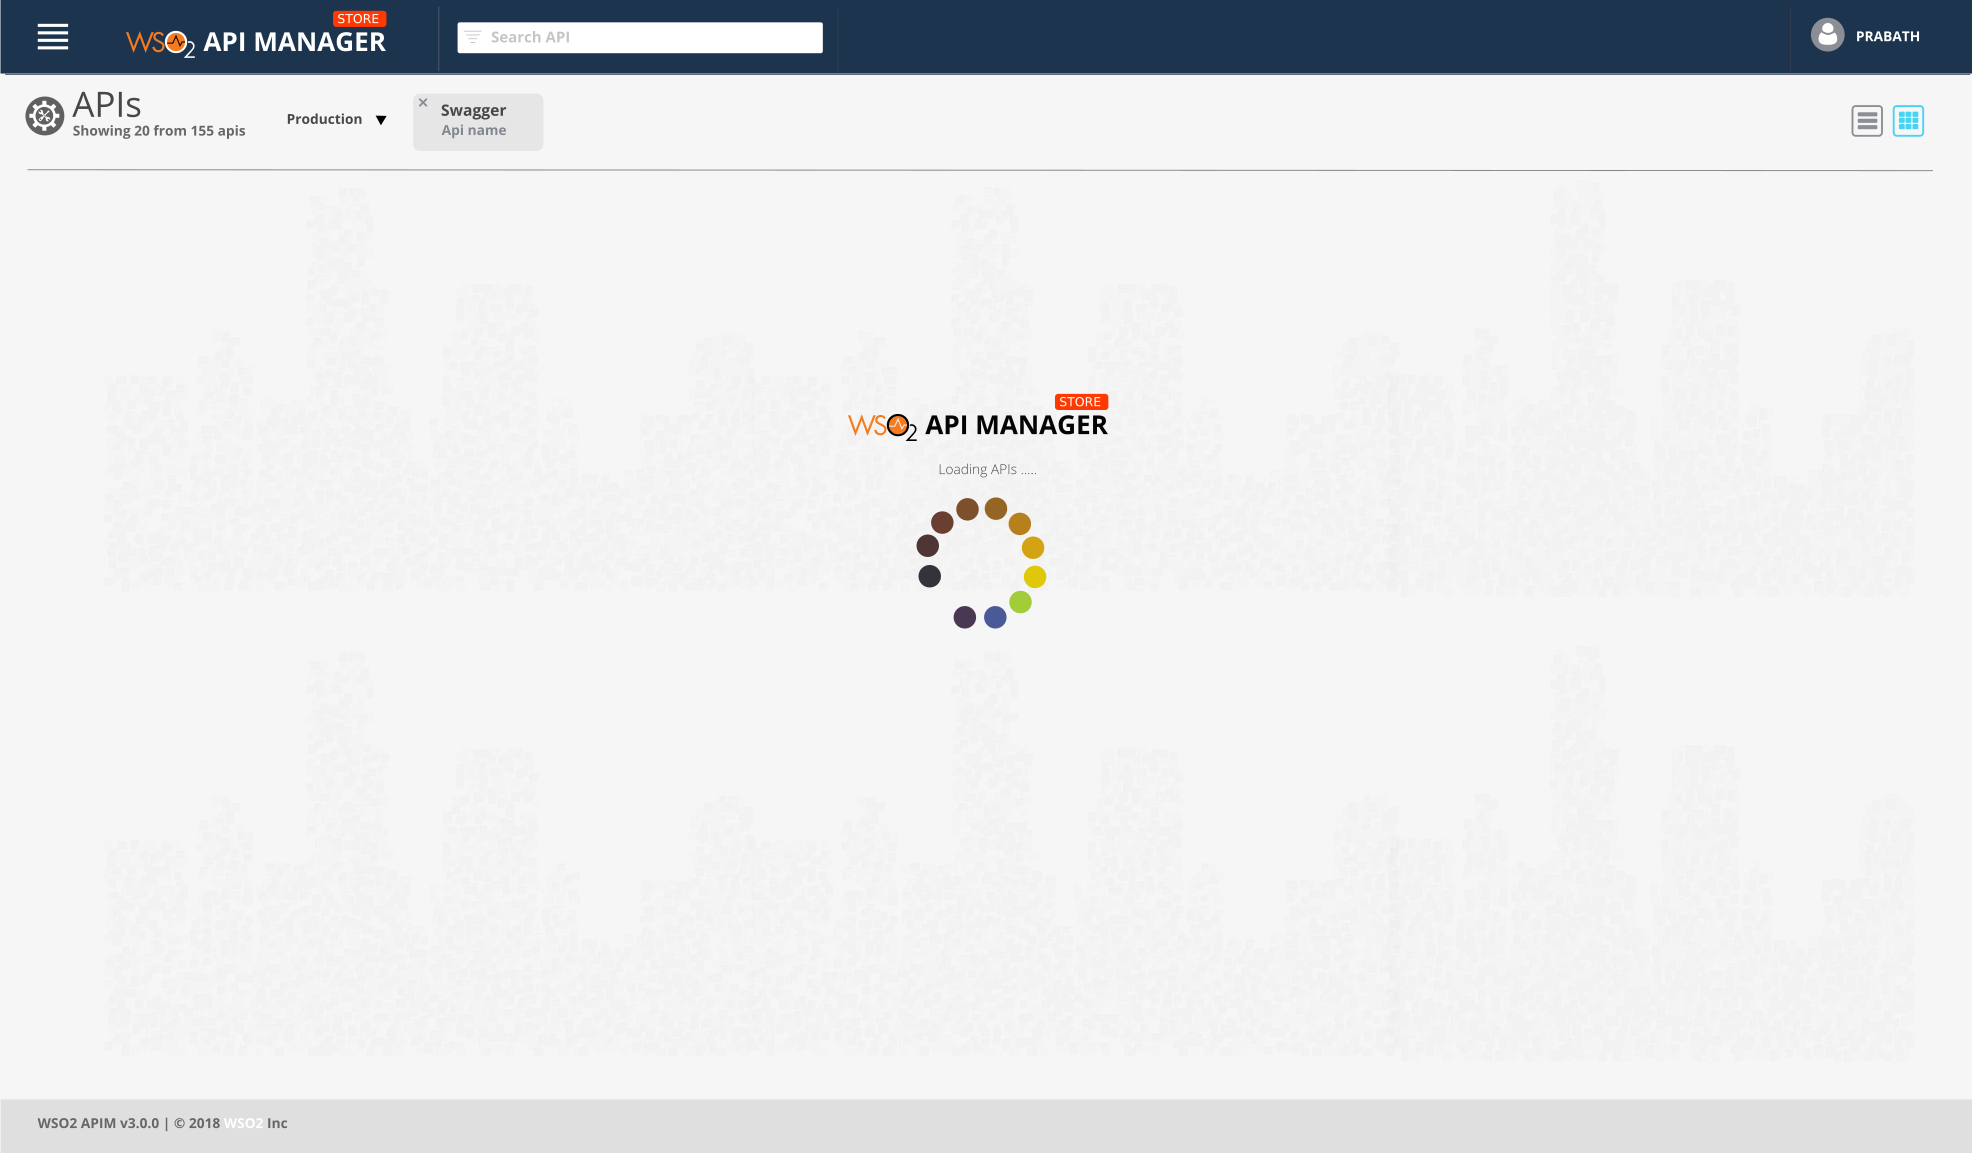 STORE
WSO2 API MANAGER
Search API
PRABATH
APIs
Showing 20 from 155 apis
Production
Swagger
Api name
STORE
WSO2 API MANAGER
Loading APIs .....
WSO2 APIM v3.0.0 | © 2018 WSO2 Inc